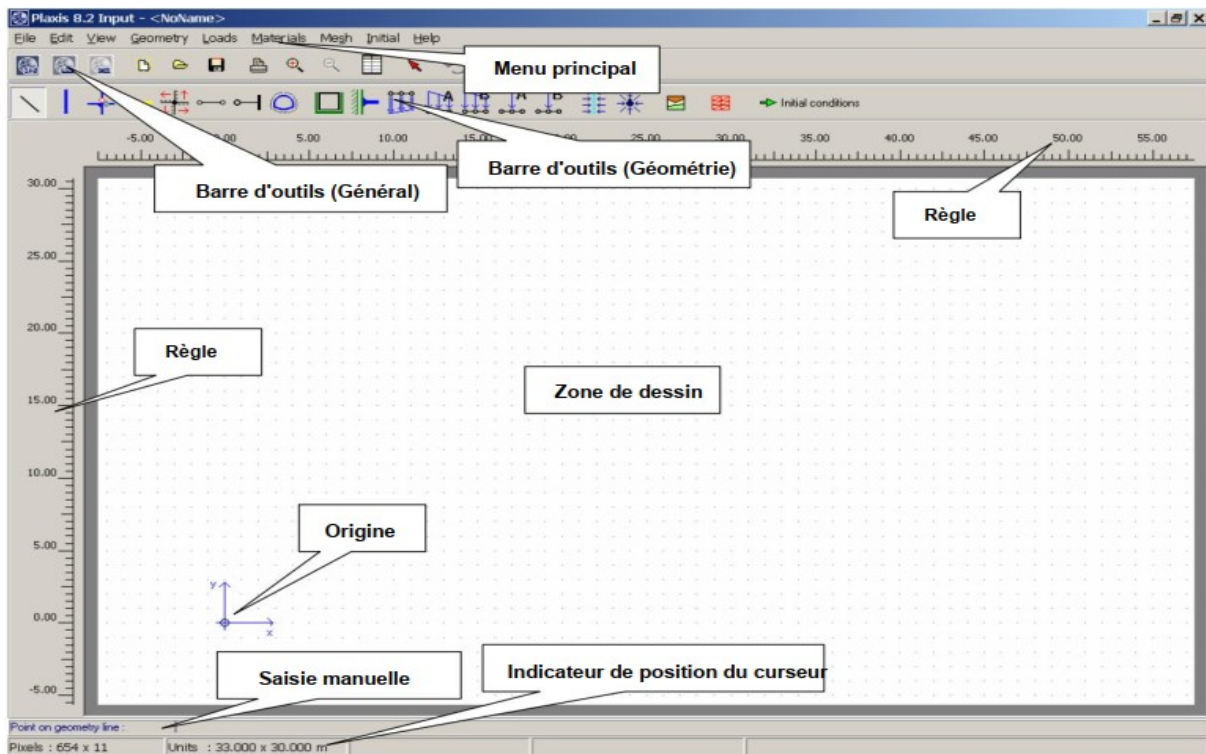 Plaxis 8.2 Input - <NoName>
File Edit View Geometry Loads Materials Mesh Initial Help
Menu principal
A B A B Initial conditions
-5.00 0.00 5.00 10.00 15.00 20.00 25.00 30.00 35.00 40.00 45.00 50.00 55.00
Barre d'outils (Géométrie)
Barre d'outils (Général)
Règle
30.00
25.00
20.00
Règle
Zone de dessin
15.00
10.00
Origine
5.00
y
0.00
x
Saisie manuelle
Indicateur de position du curseur
-5.00
Point on geometry line :
Pixels : 654 x 11 Units : 33.000 x 30.000 m